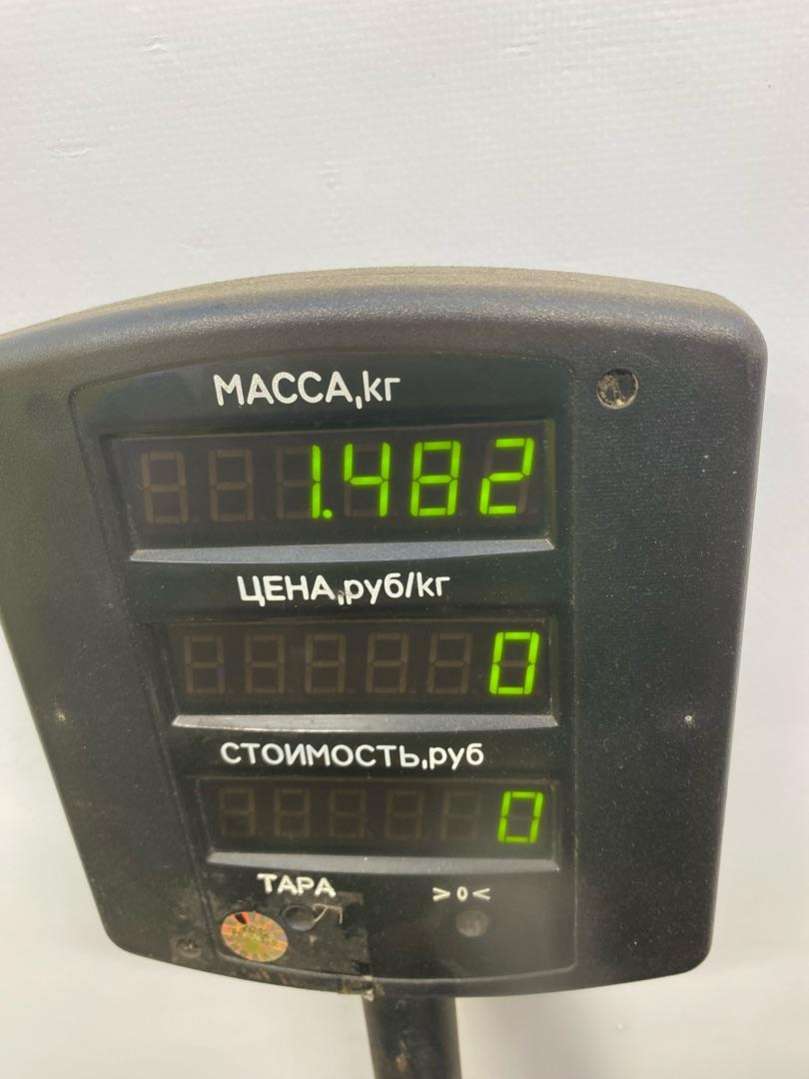 МАССА,кг
1.482
ЦЕНА,руб/кг
0
СТОИМОСТЬ,руб
0
ТАРА >0<